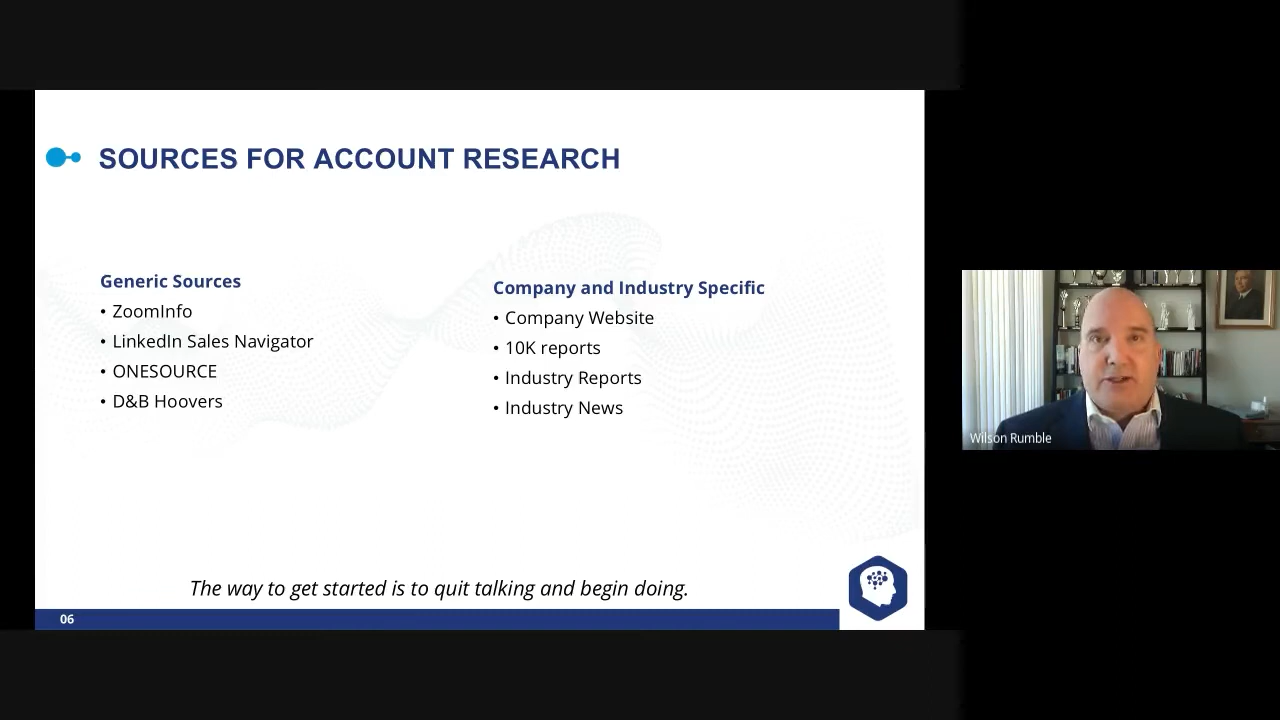 SOURCES FOR ACCOUNT RESEARCH
Generic Sources
• ZoomInfo
• LinkedIn Sales Navigator
• ONESOURCE
• D&B Hoovers
Company and Industry Specific
• Company Website
• 10K reports
• Industry Reports
• Industry News
The way to get started is to quit talking and begin doing.
06
Wilson Rumble